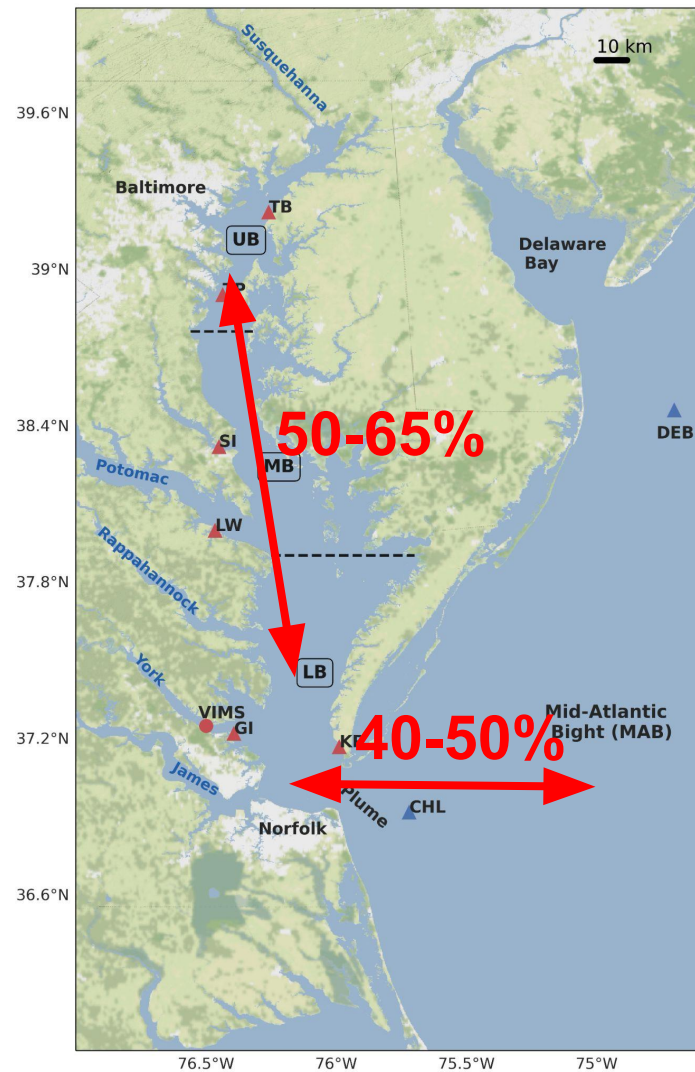 10 km
Susquehanna
39.6°N
Baltimore
TB
UB
Delaware
Bay
39°N
50-65%
38.4°N
SI
DEB
MB
Potomac
LW
Rappahannock
37.8°N
LB
York
VIMS
GI
Mid-Atlantic
Bight (MAB)
37.2°N
40-50%
James
Plume
CHL
Norfolk
36.6°N
76.5°W
76°W
75.5°W
75°W